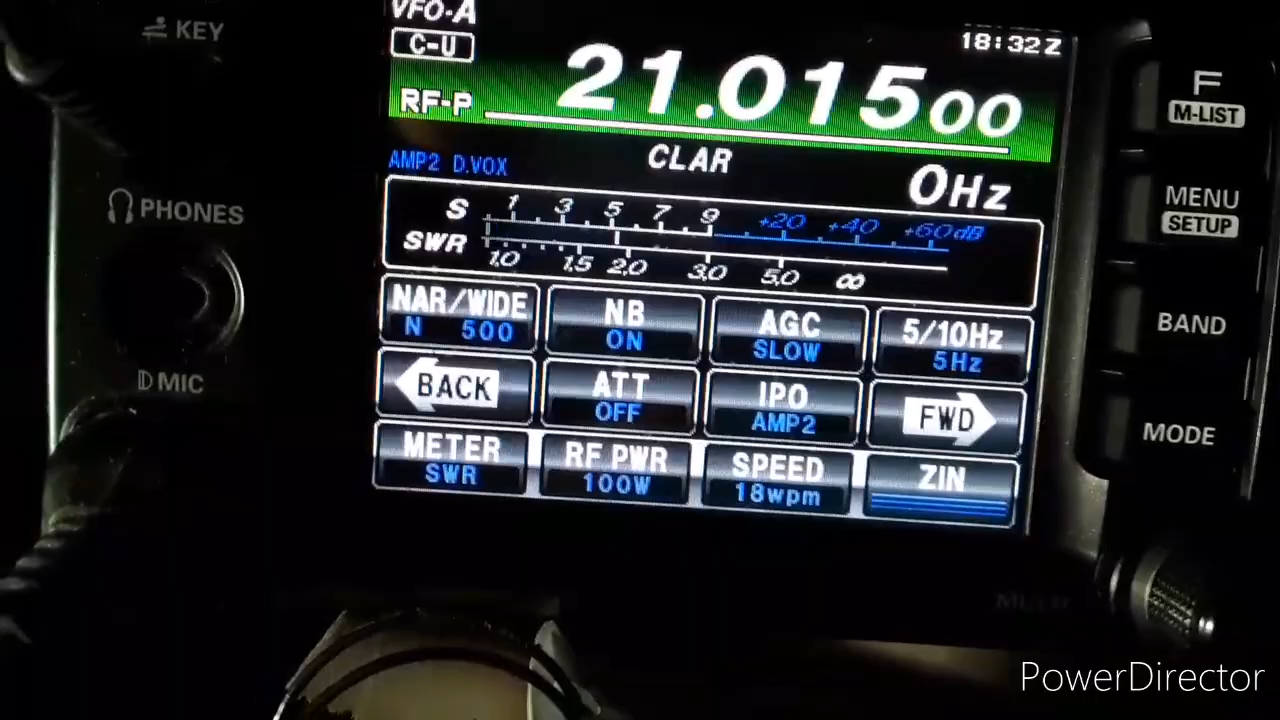 KEY
VFO-A
18:32Z
C-U
21.01500
RF-P
F
M-LIST
AMP2 D.VOX
CLAR
0Hz
MENU
SETUP
PHONES
S 1 3 5 7 9 +20 +40 +60dB
SWR
1.0 1.5 2.0 3.0 5.0 ∞
NAR/WIDE NB AGC 5/10Hz
N 500 ON SLOW 5Hz
BAND
MIC
BACK ATT IPO FWD
OFF AMP2
MODE
METER RF PWR SPEED ZIN
SWR 100W 18wpm
PowerDirector